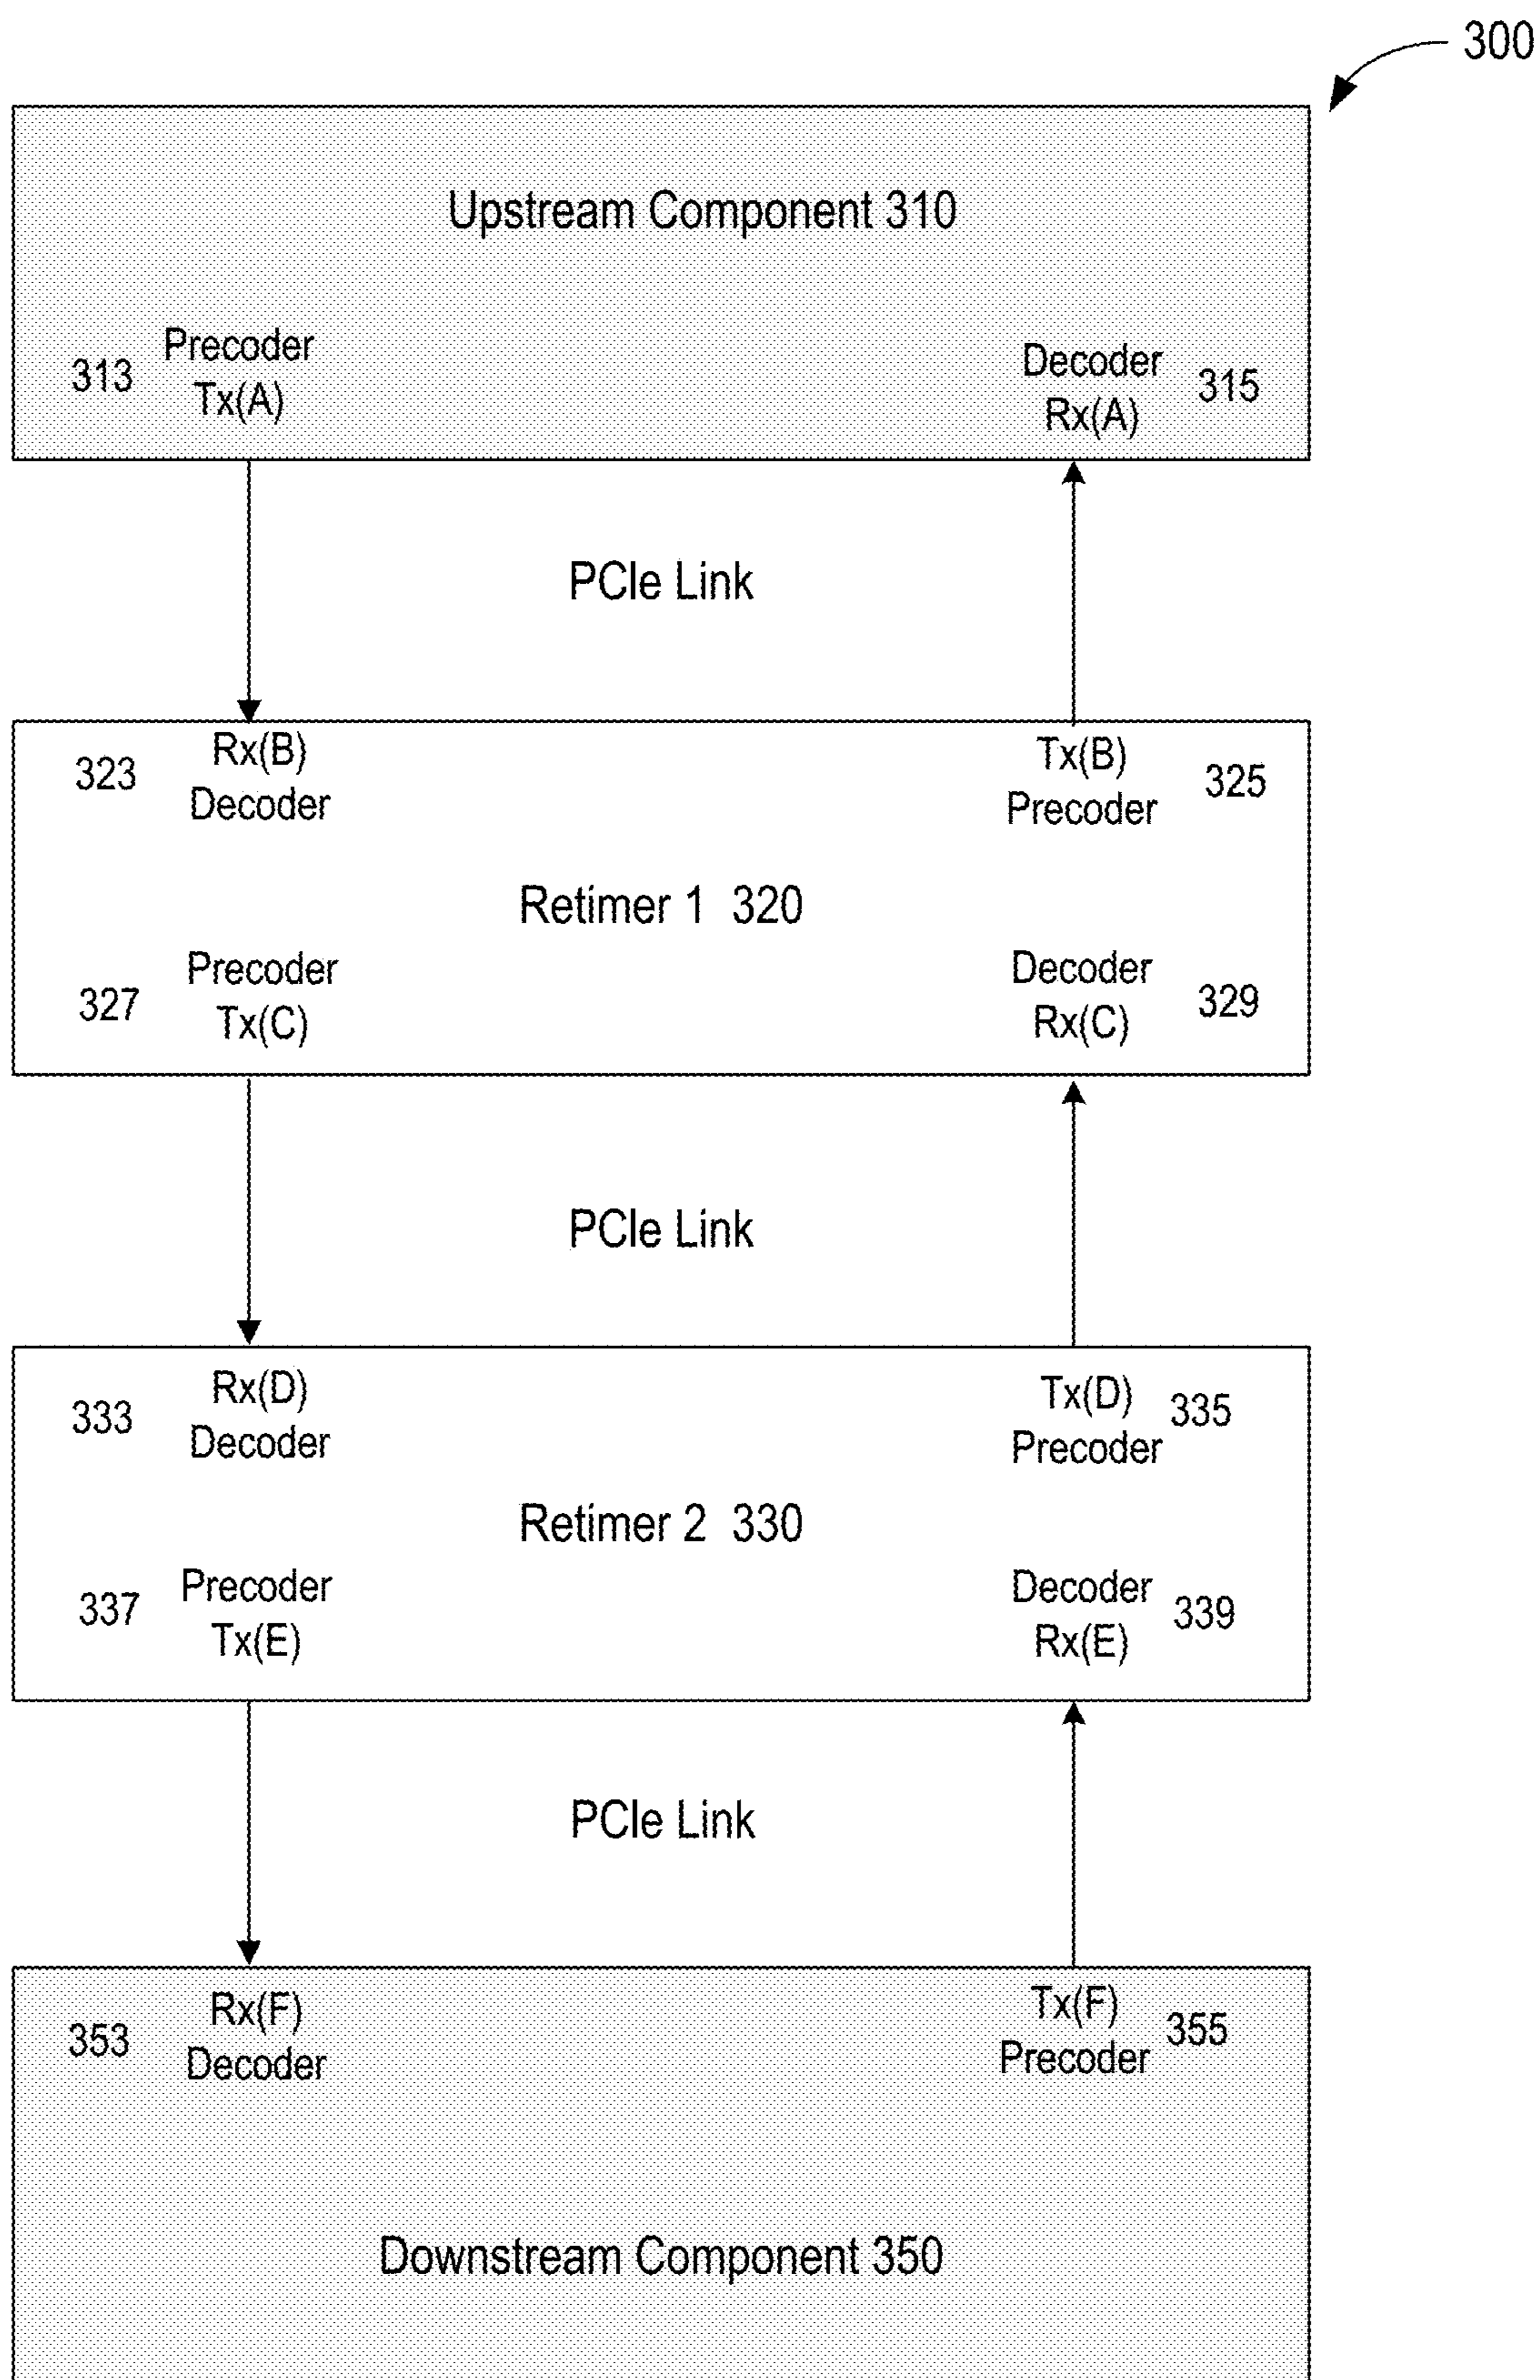 300
Upstream Component 310
313
Precoder
Tx(A)
Decoder
Rx(A)
315
PCIe Link
323
Rx(B)
Decoder
Tx(B)
Precoder
325
Retimer 1 320
327
Precoder
Tx(C)
Decoder
Rx(C)
329
PCIe Link
333
Rx(D)
Decoder
Tx(D)
Precoder
335
Retimer 2 330
337
Precoder
Tx(E)
Decoder
Rx(E)
339
PCIe Link
353
Rx(F)
Decoder
Tx(F)
Precoder
355
Downstream Component 350